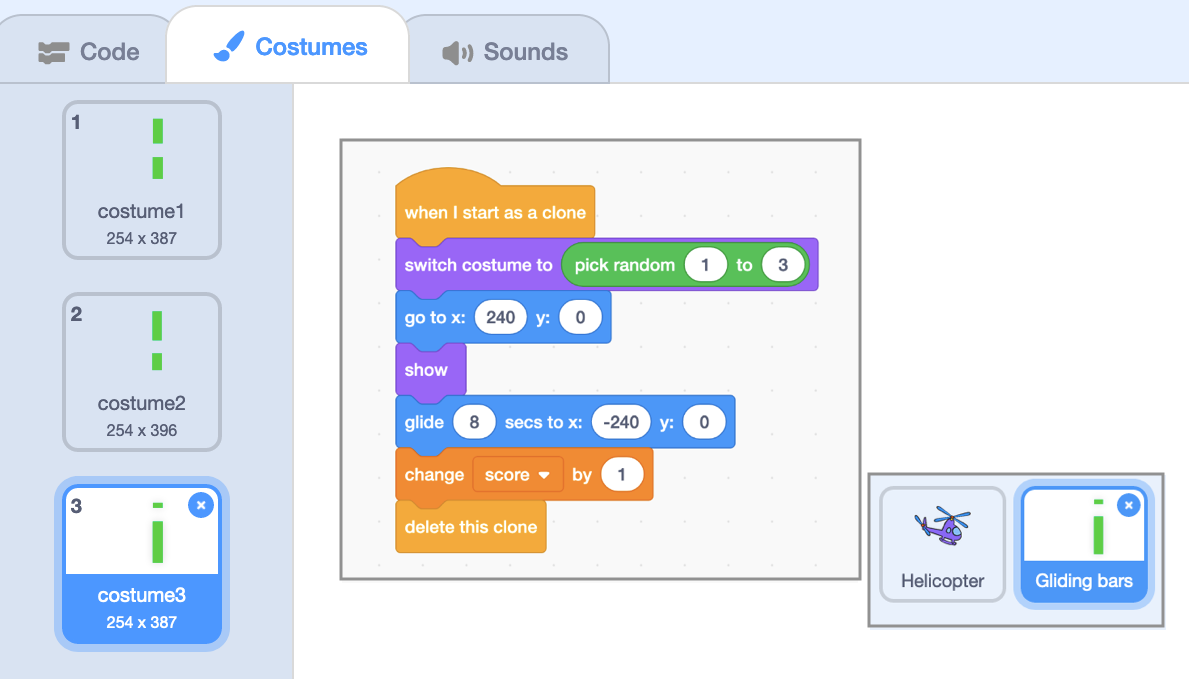 Code
Costumes
Sounds
1
costume1
254 x 387
2
costume2
254 x 396
3
costume3
254 x 387
when I start as a clone
switch costume to pick random 1 to 3
go to x: 240 y: 0
show
glide 8 secs to x: -240 y: 0
change score by 1
delete this clone
Helicopter
Gliding bars